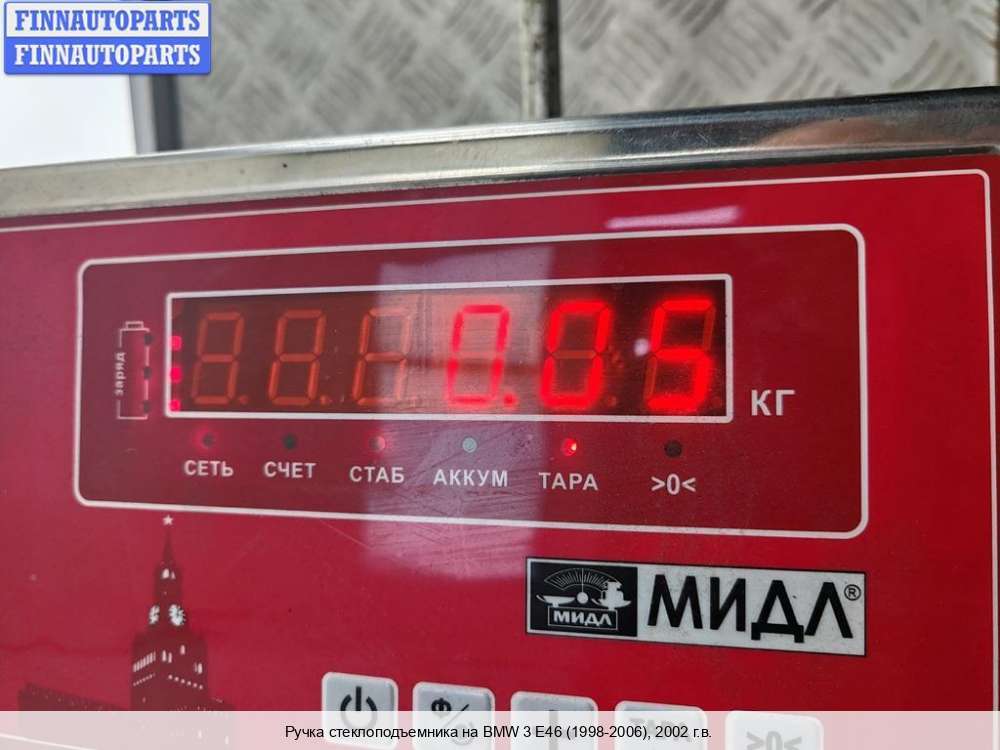 FINNAUTOPARTS
FINNAUTOPARTS
заряд
0.05
КГ
СЕТЬ СЧЕТ СТАБ АККУМ ТАРА >0<
МИДЛ МИДЛ®
Ф/
ТАРА >0<
Ручка стеклоподъемника на BMW 3 E46 (1998-2006), 2002 г.в.